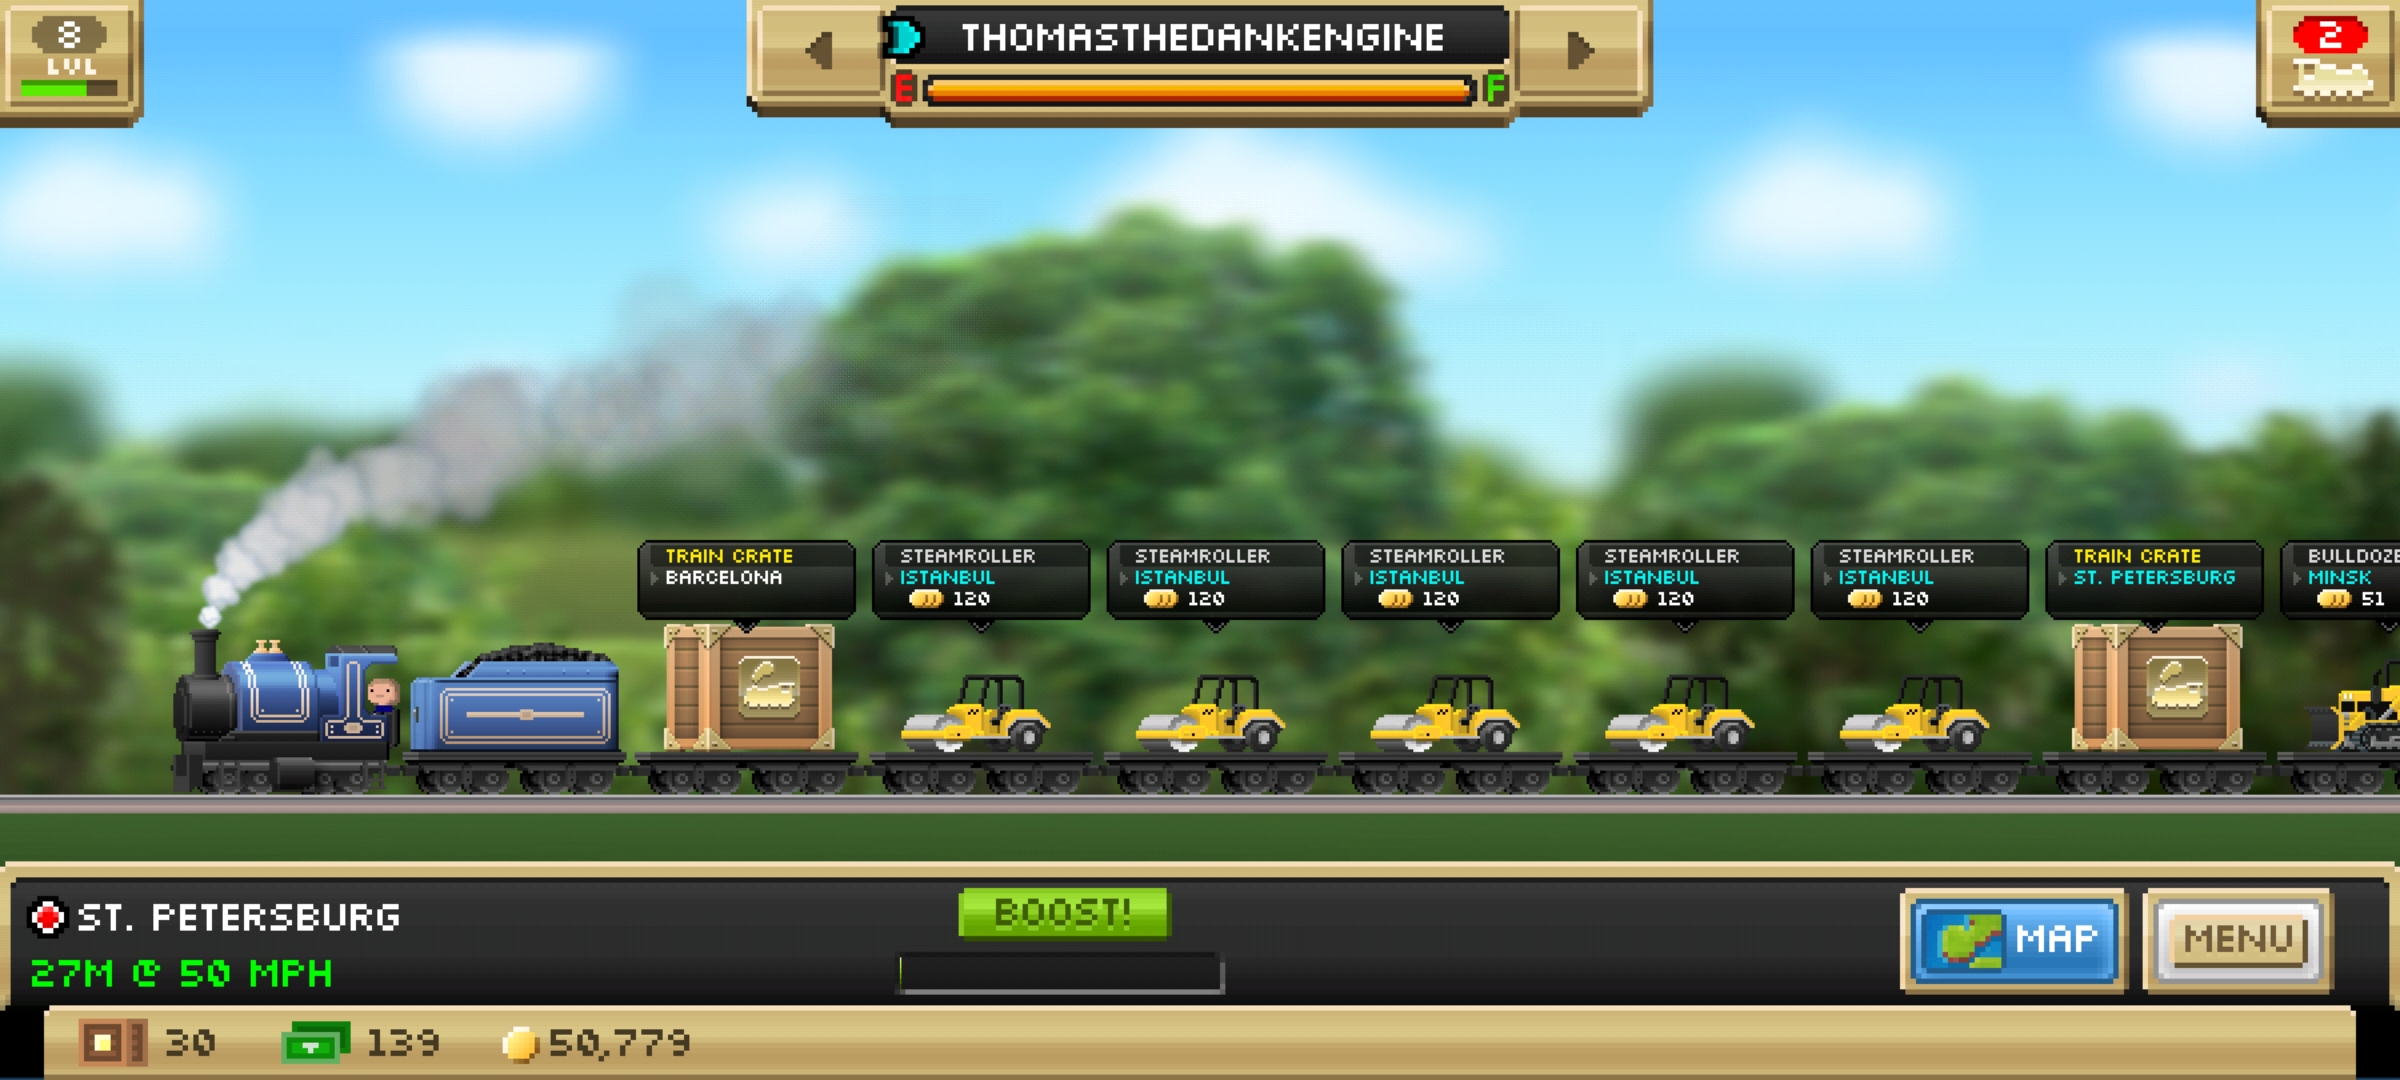 8
LVL
THOMASTHEDANKENGINE
E
F
2
TRAIN CRATE
BARCELONA
STEAMROLLER
ISTANBUL
120
STEAMROLLER
ISTANBUL
120
STEAMROLLER
ISTANBUL
120
STEAMROLLER
ISTANBUL
120
STEAMROLLER
ISTANBUL
120
TRAIN CRATE
ST. PETERSBURG
BULLDOZE
MINSK
51
ST. PETERSBURG
27M @ 50 MPH
BOOST!
MAP
MENU
30
139
50,779